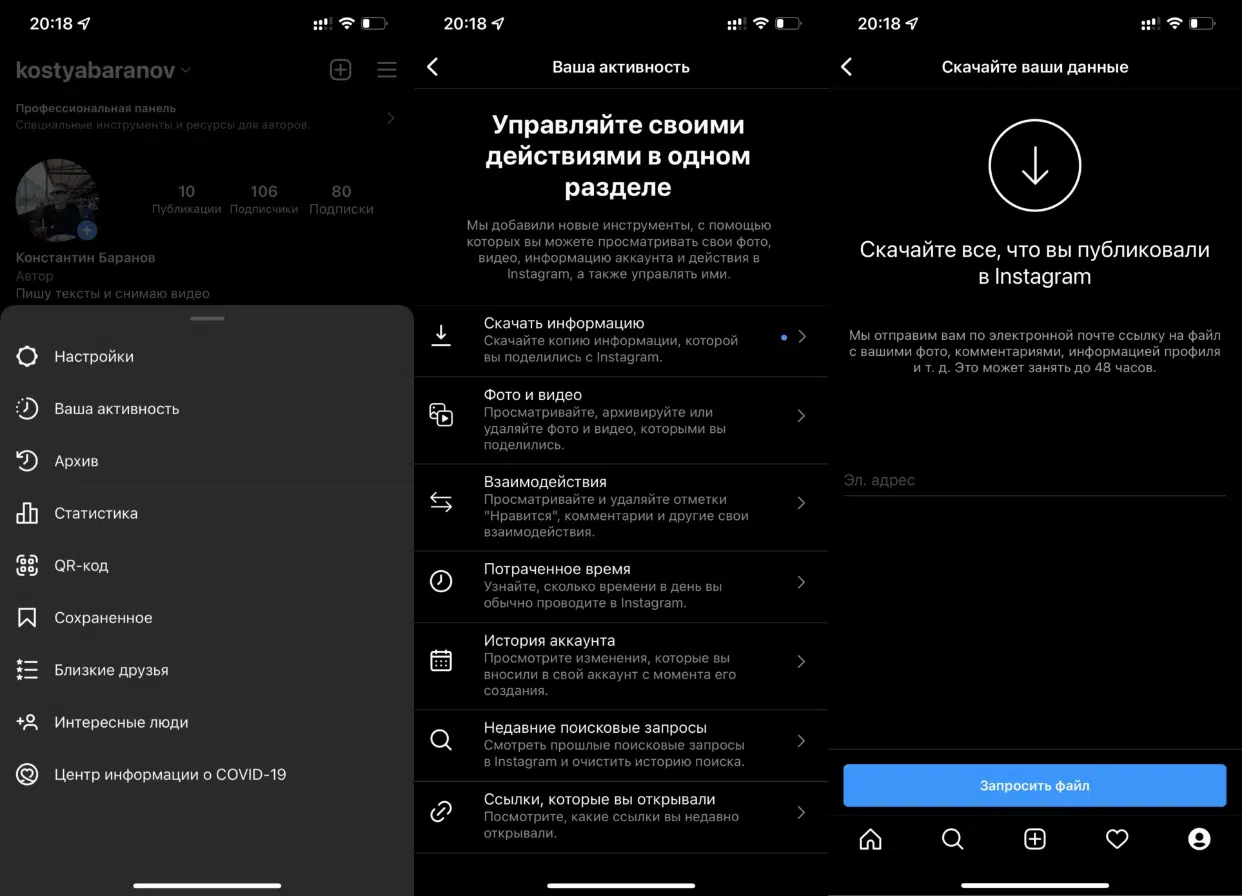 20:18
kostyabaranov
Профессиональная панель
Специальные инструменты и ресурсы для авторов.
10 106 80
Публикации Подписчики Подписки
Константин Баранов
Автор
Пишу тексты и снимаю видео
Настройки
Ваша активность
Архив
Статистика
QR-код
Сохраненное
Близкие друзья
Интересные люди
Центр информации о COVID-19
20:18
Ваша активность
Управляйте своими
действиями в одном
разделе
Мы добавили новые инструменты, с помощью
которых вы можете просматривать свои фото,
видео, информацию аккаунта и действия в
Instagram, а также управлять ими.
Скачать информацию
Скачайте копию информации, которой
вы поделились с Instagram.
Фото и видео
Просматривайте, архивируйте или
удаляйте фото и видео, которыми вы
поделились.
Взаимодействия
Просматривайте и удаляйте отметки
"Нравится", комментарии и другие свои
взаимодействия.
Потраченное время
Узнайте, сколько времени в день вы
обычно проводите в Instagram.
История аккаунта
Просмотрите изменения, которые вы
вносили в свой аккаунт с момента его
создания.
Недавние поисковые запросы
Смотреть прошлые поисковые запросы
в Instagram и очистить историю поиска.
Ссылки, которые вы открывали
Посмотрите, какие ссылки вы недавно
открывали.
20:18
Скачайте ваши данные
Скачайте все, что вы публиковали
в Instagram
Мы отправим вам по электронной почте ссылку на файл
с вашими фото, комментариями, информацией профиля
и т. д. Это может занять до 48 часов.
Эл. адрес
Запросить файл